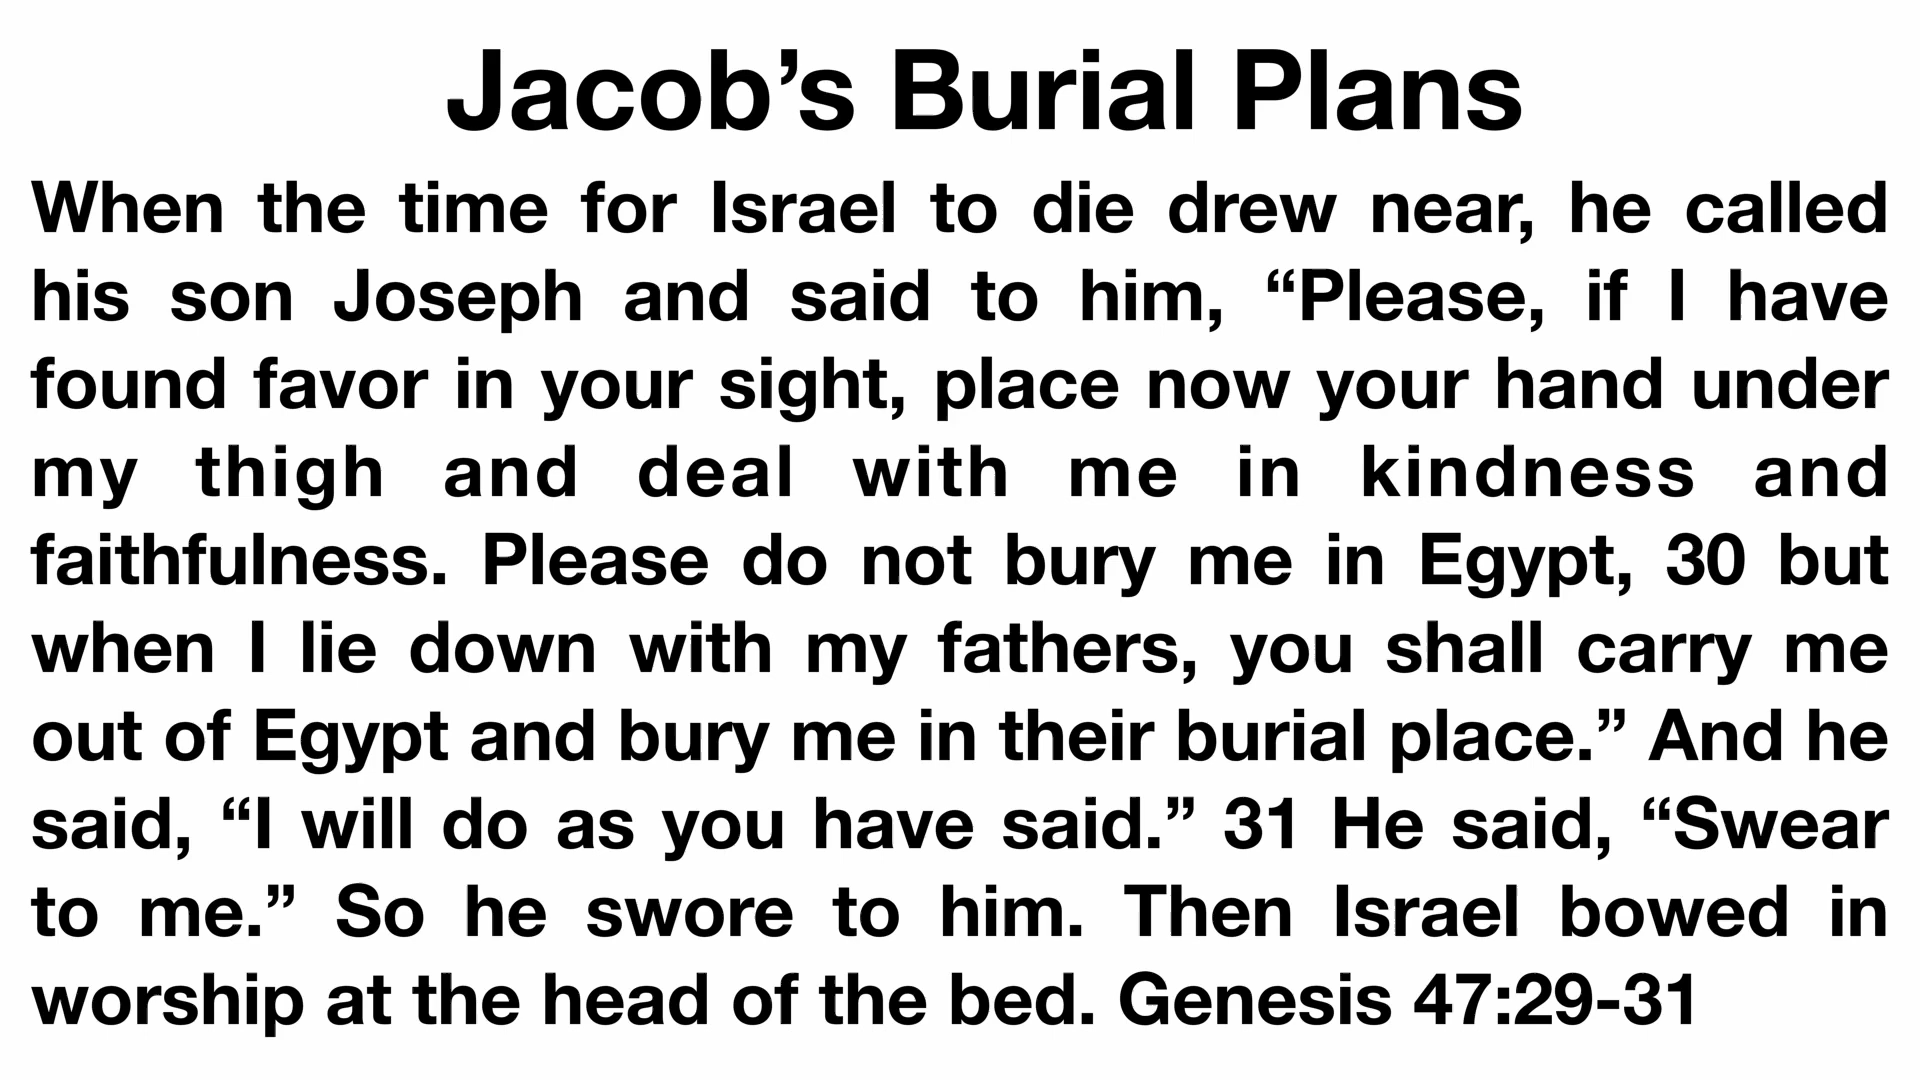 Jacob’s Burial Plans
When the time for Israel to die drew near, he called
his son Joseph and said to him, “Please, if I have
found favor in your sight, place now your hand under
my thigh and deal with me in kindness and
faithfulness. Please do not bury me in Egypt, 30 but
when I lie down with my fathers, you shall carry me
out of Egypt and bury me in their burial place.” And he
said, “I will do as you have said.” 31 He said, “Swear
to me.” So he swore to him. Then Israel bowed in
worship at the head of the bed. Genesis 47:29-31